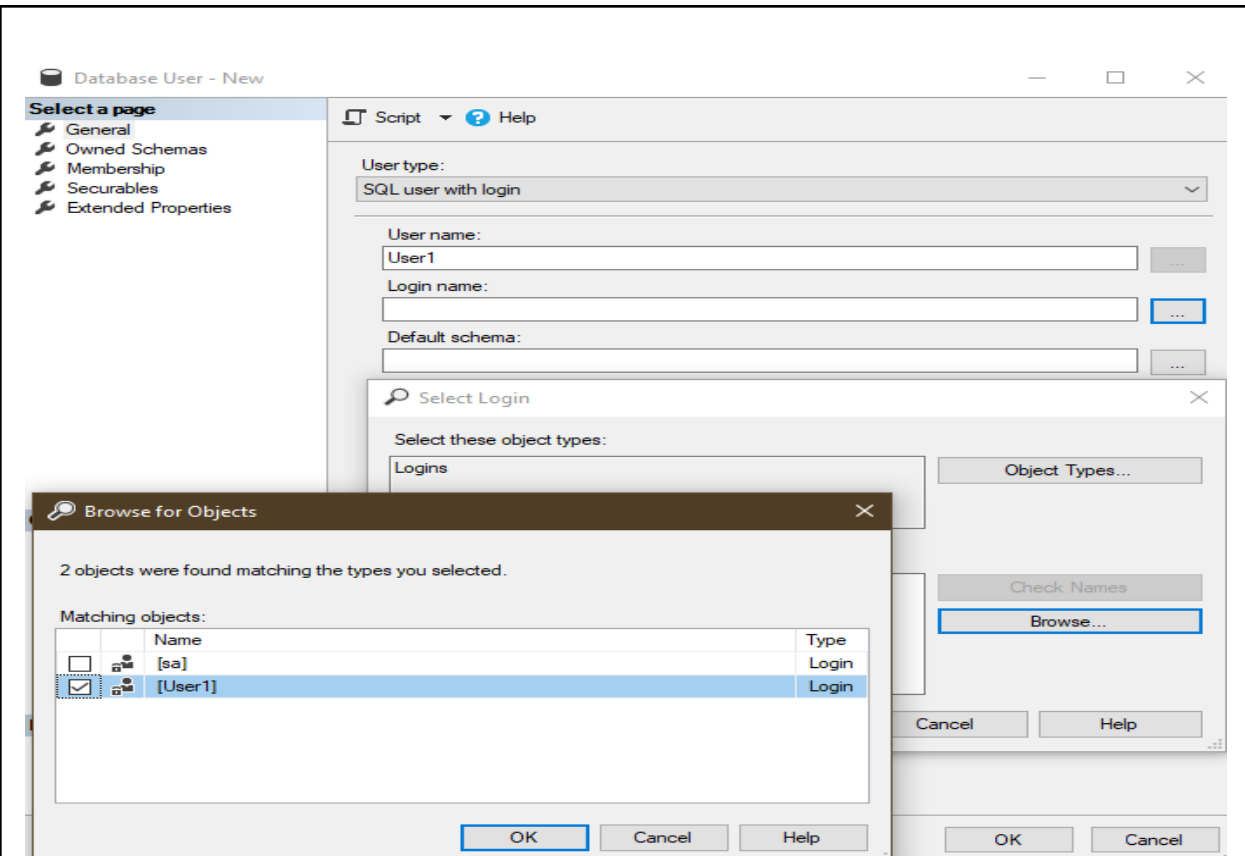 Database User - New
Select a page
General
Owned Schemas
Membership
Securables
Extended Properties
Script
Help
User type:
SQL user with login
User name:
User1
...
Login name:
...
Default schema:
...
Select Login
Select these object types:
Logins
Object Types...
Check Names
Browse...
Cancel
Help
Browse for Objects
2 objects were found matching the types you selected.
Matching objects:
Name Type
[sa] Login
[User1] Login
OK Cancel Help
OK Cancel